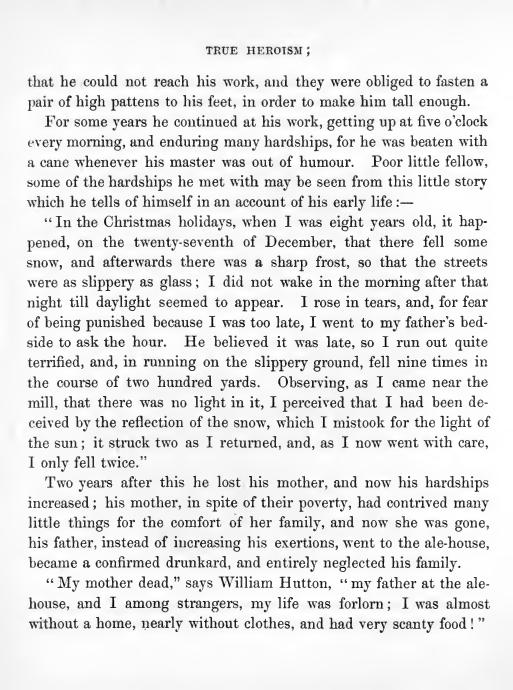 TRUE HEROISM;
that he could not reach his work, and they were obliged to fasten a
pair of high pattens to his feet, in order to make him tall enough.
For some years he continued at his work, getting up at five o'clock
every morning, and enduring many hardships, for he was beaten with
a cane whenever his master was out of humour. Poor little fellow,
some of the hardships he met with may be seen from this little story
which he tells of himself in an account of his early life:—
"In the Christmas holidays, when I was eight years old, it hap-
pened, on the twenty-seventh of December, that there fell some
snow, and afterwards there was a sharp frost, so that the streets
were as slippery as glass; I did not wake in the morning after that
night till daylight seemed to appear. I rose in tears, and, for fear
of being punished because I was too late, I went to my father's bed-
side to ask the hour. He believed it was late, so I run out quite
terrified, and, in running on the slippery ground, fell nine times in
the course of two hundred yards. Observing, as I came near the
mill, that there was no light in it, I perceived that I had been de-
ceived by the reflection of the snow, which I mistook for the light of
the sun; it struck two as I returned, and, as I now went with care,
I only fell twice."
Two years after this he lost his mother, and now his hardships
increased; his mother, in spite of their poverty, had contrived many
little things for the comfort of her family, and now she was gone,
his father, instead of increasing his exertions, went to the ale-house,
became a confirmed drunkard, and entirely neglected his family.
"My mother dead," says William Hutton, "my father at the ale-
house, and I among strangers, my life was forlorn; I was almost
without a home, nearly without clothes, and had very scanty food!"